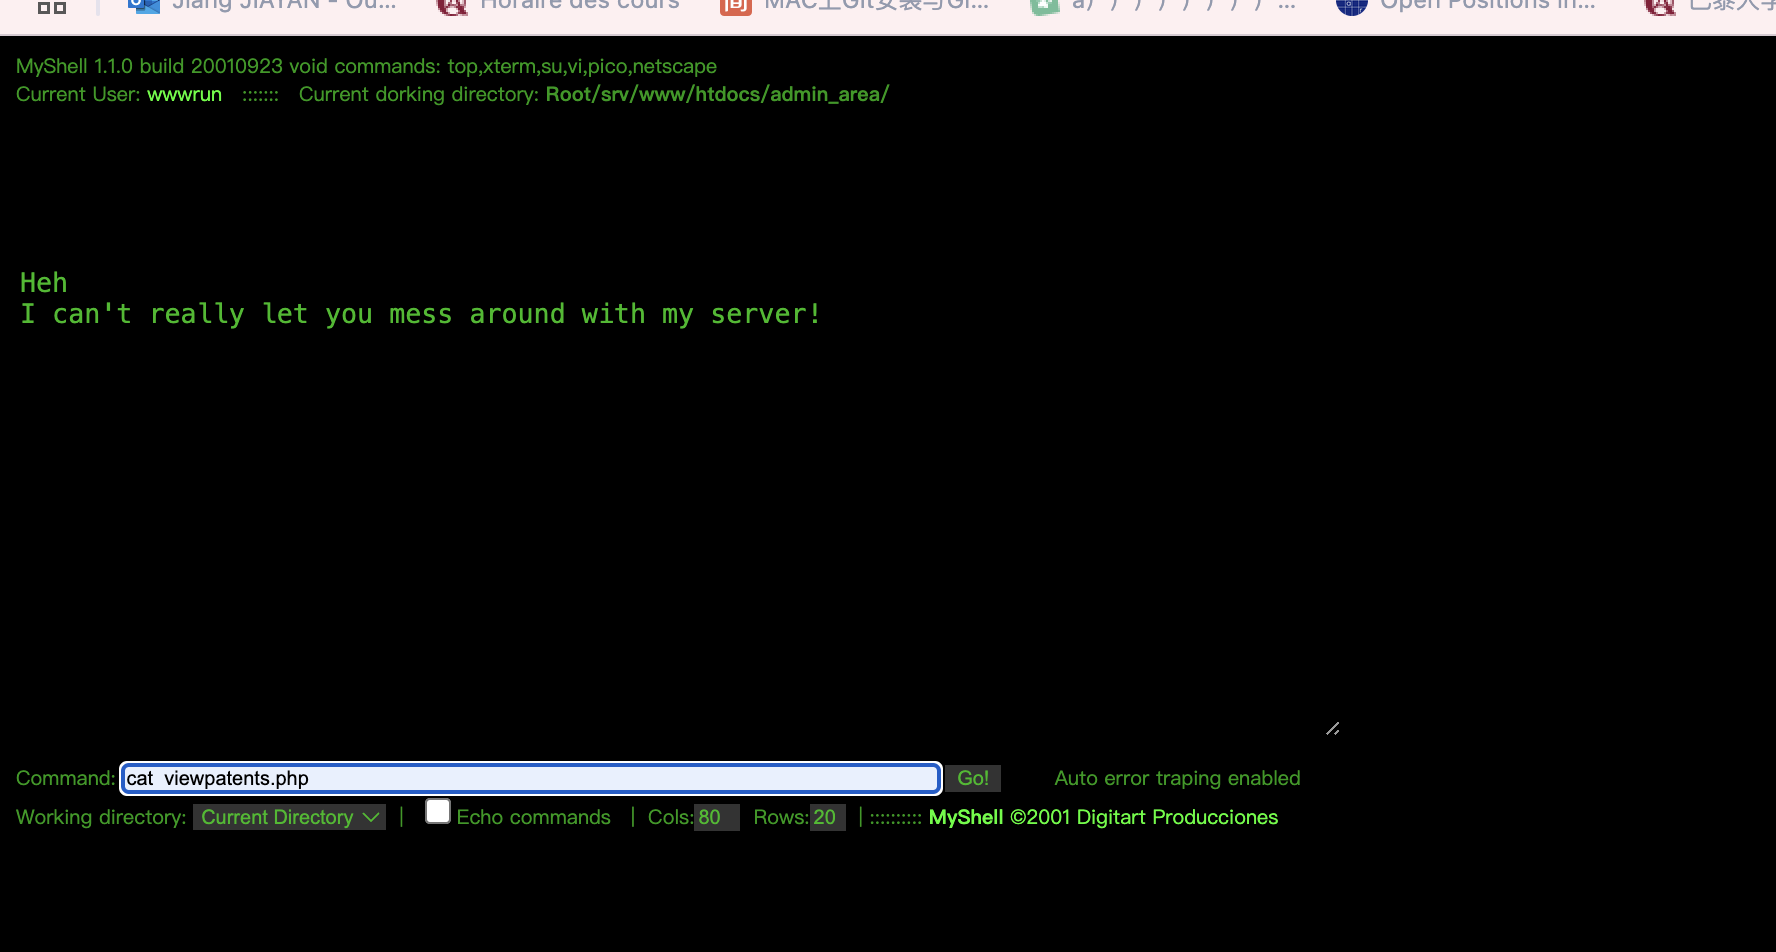 Jiang JIAYAN - Ou... Horaire des cours MAC上Git安装与Gi... Open Positions in...
MyShell 1.1.0 build 20010923 void commands: top,xterm,su,vi,pico,netscape
Current User: wwwrun ::::::: Current dorking directory: Root/srv/www/htdocs/admin_area/
Heh
I can't really let you mess around with my server!
Command: cat viewpatents.php Go! Auto error traping enabled
Working directory: Current Directory | Echo commands | Cols: 80 Rows: 20 | :::::::::: MyShell ©2001 Digitart Producciones